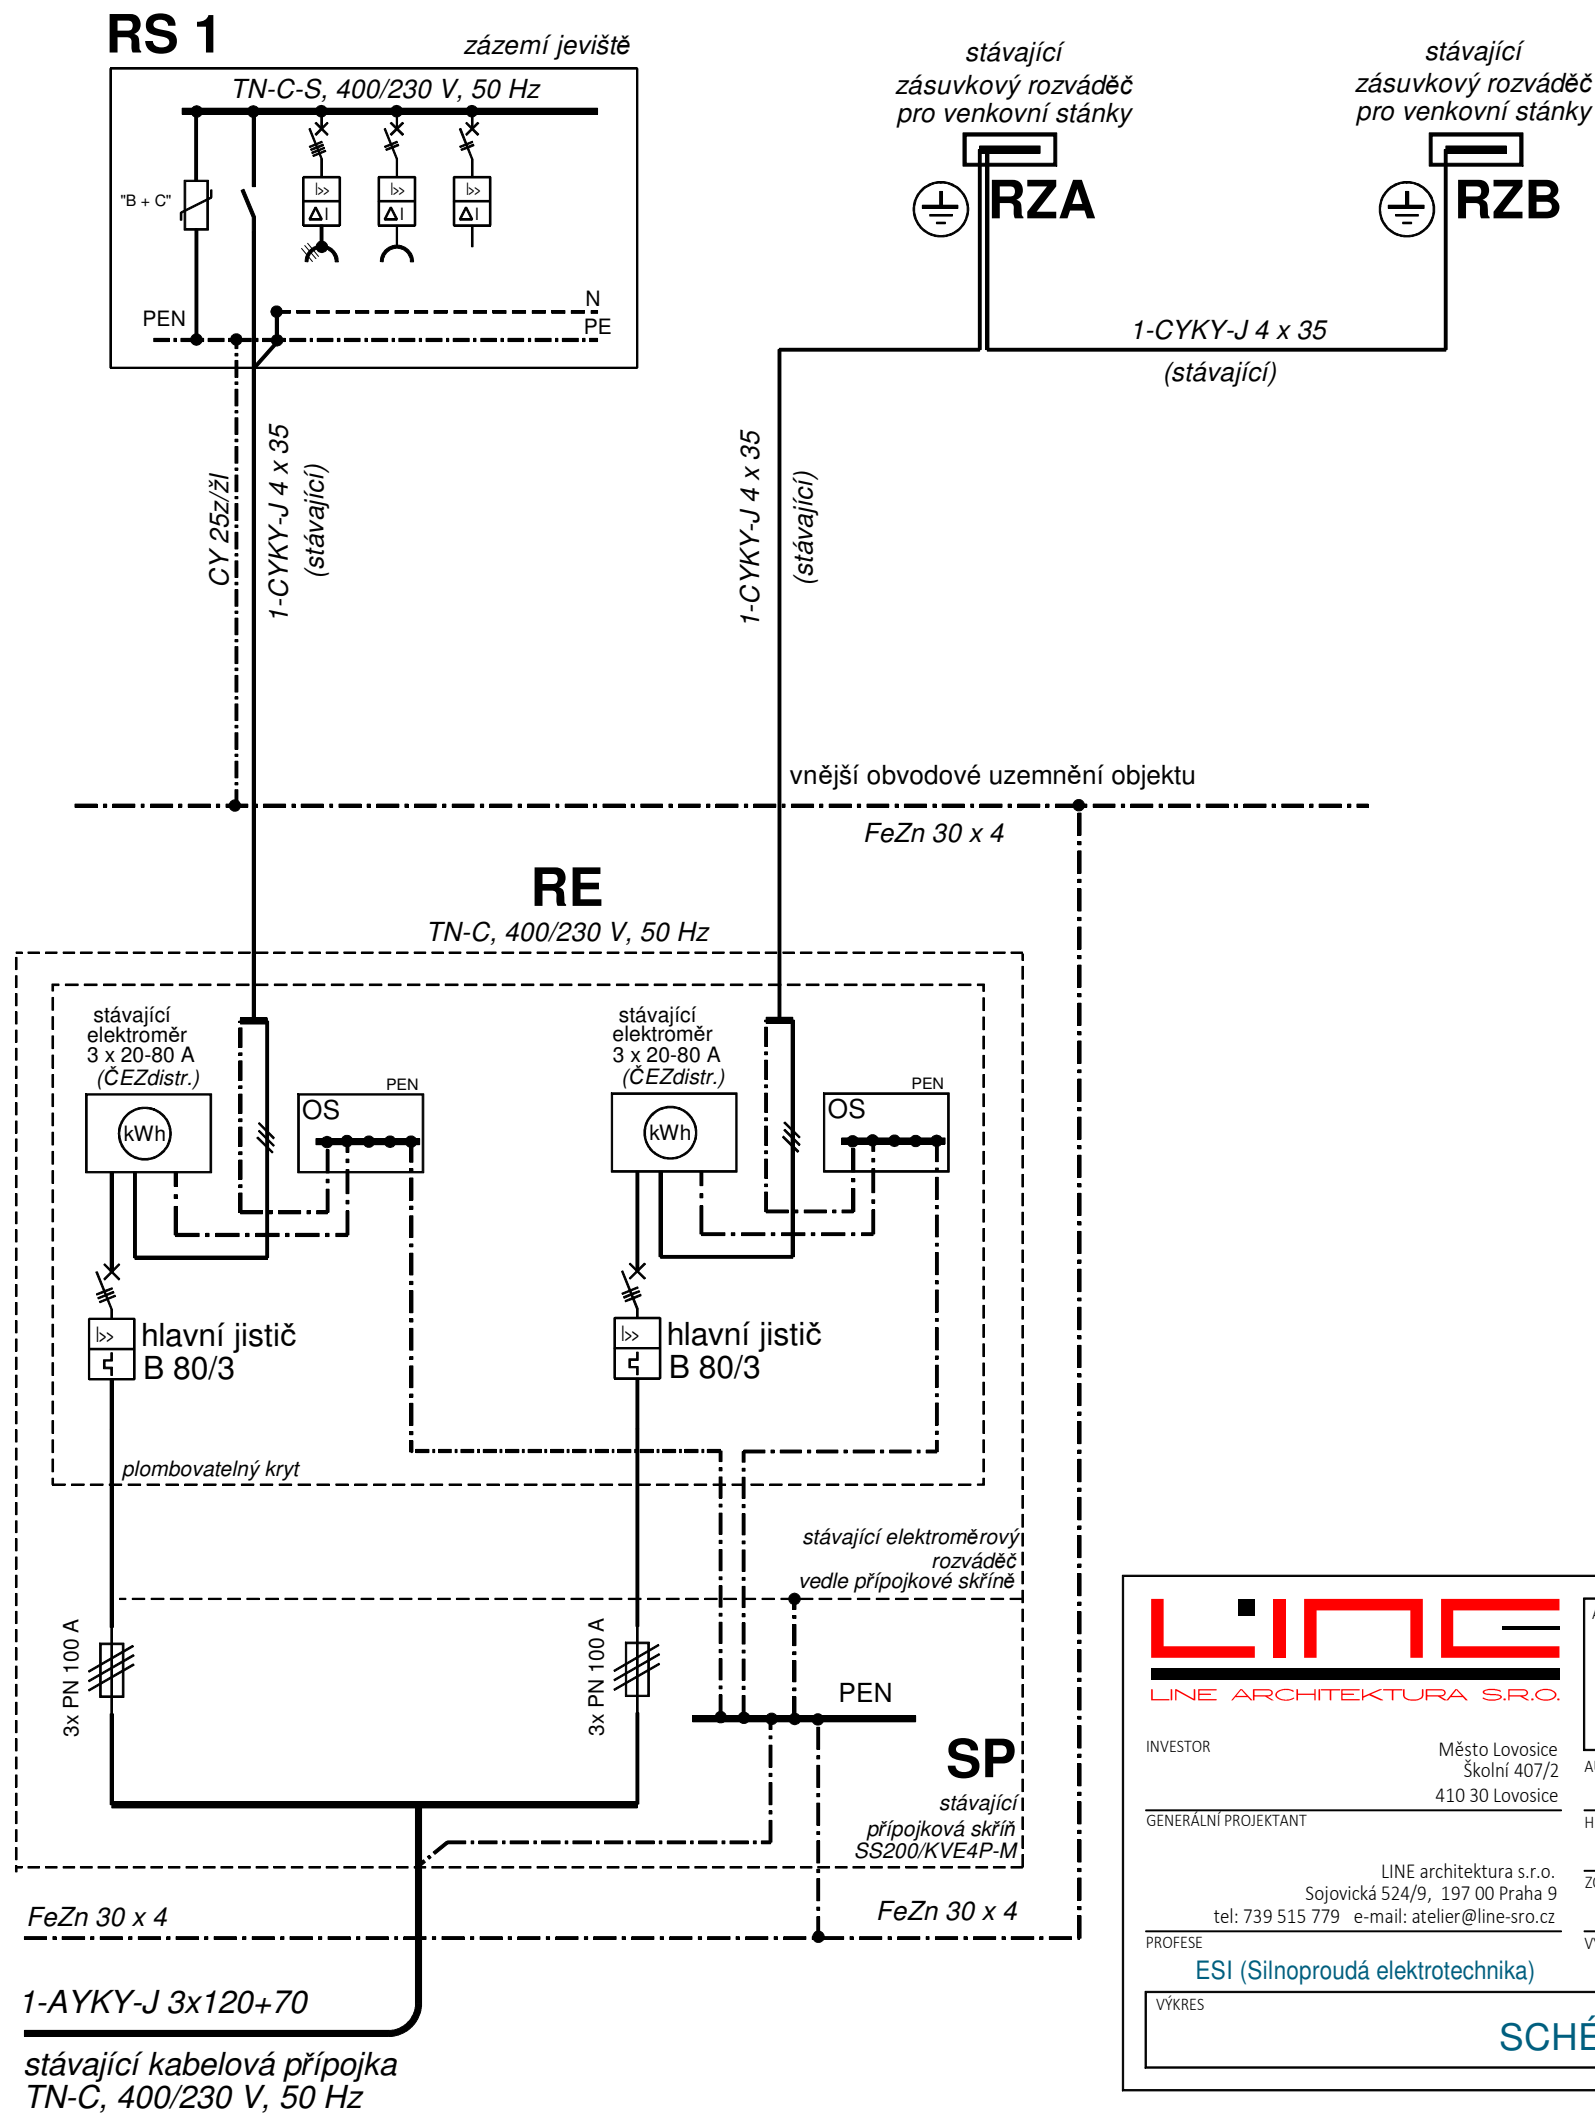 RS 1
zázemí jeviště
TN-C-S, 400/230 V, 50 Hz
"B + C"
I>>
I>>
I>>
Δ I
Δ I
Δ I
PEN
N
PE
stávající
zásuvkový rozváděč
pro venkovní stánky
RZA
stávající
zásuvkový rozváděč
pro venkovní stánky
RZB
1-CYKY-J 4 x 35
(stávající)
CY 25z/žl
1-CYKY-J 4 x 35
(stávající)
1-CYKY-J 4 x 35
(stávající)
vnější obvodové uzemnění objektu
FeZn 30 x 4
RE
TN-C, 400/230 V, 50 Hz
stávající
elektroměr
3 x 20-80 A
(ČEZdistr.)
kWh
PEN
OS
stávající
elektroměr
3 x 20-80 A
(ČEZdistr.)
kWh
PEN
OS
I>>
hlavní jistič
B 80/3
I>>
hlavní jistič
B 80/3
plombovatelný kryt
stávající elektroměrový
rozváděč
vedle přípojkové skříně
3x PN 100 A
3x PN 100 A
PEN
SP
stávající
přípojková skříň
SS200/KVE4P-M
FeZn 30 x 4
FeZn 30 x 4
1-AYKY-J 3x120+70
stávající kabelová přípojka
TN-C, 400/230 V, 50 Hz
LINE
LINE ARCHITEKTURA S.R.O.
INVESTOR
Město Lovosice
Školní 407/2
410 30 Lovosice
GENERÁLNÍ PROJEKTANT
LINE architektura s.r.o.
Sojovická 524/9, 197 00 Praha 9
tel: 739 515 779 e-mail: atelier@line-sro.cz
PROFESE
ESI (Silnoproudá elektrotechnika)
VÝKRES
SCHÉ